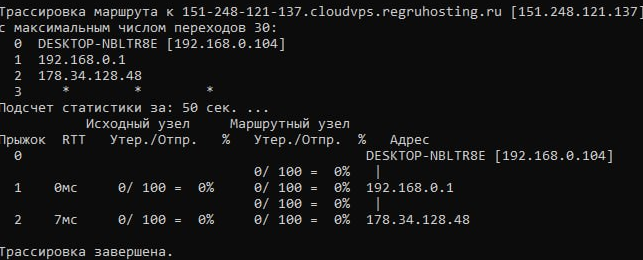 Трассировка маршрута к 151-248-121-137.cloudvps.regruhosting.ru [151.248.121.137]
с максимальным числом переходов 30:
  0  DESKTOP-NBLTR8E [192.168.0.104]
  1  192.168.0.1
  2  178.34.128.48
  3     *        *        *
Подсчет статистики за: 50 сек. ...
            Исходный узел      Маршрутный узел
Прыжок  RTT   Утер./Отпр.   %   Утер./Отпр.  %   Адрес
  0                                           DESKTOP-NBLTR8E [192.168.0.104]
                                0/ 100 =  0%   |
  1    0мс     0/ 100 =  0%     0/ 100 =  0%  192.168.0.1
                                0/ 100 =  0%   |
  2    7мс     0/ 100 =  0%     0/ 100 =  0%  178.34.128.48
Трассировка завершена.